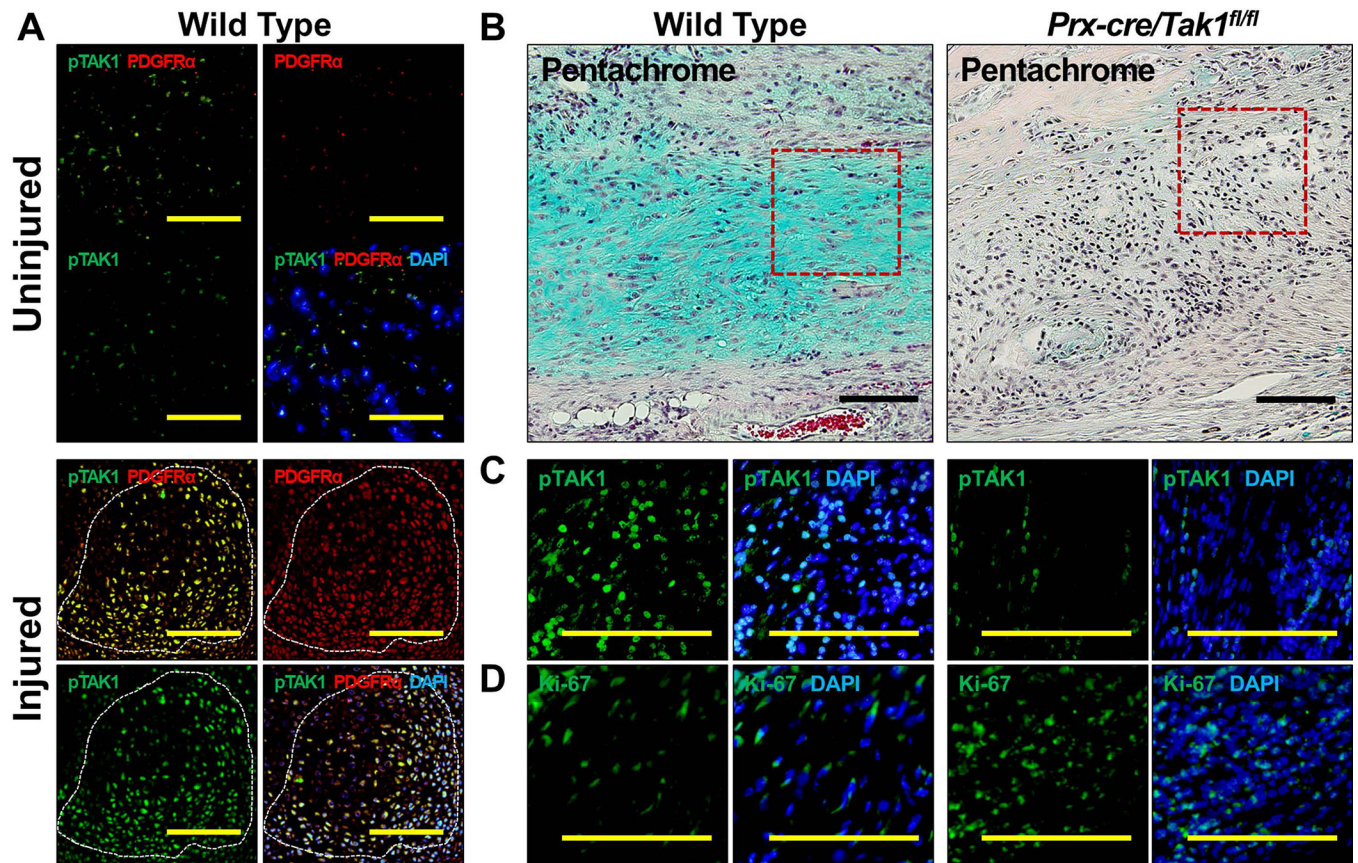 A
Wild Type
Uninjured
pTAK1 PDGFRα
PDGFRα
pTAK1
pTAK1 PDGFRα DAPI
Injured
pTAK1 PDGFRα
PDGFRα
pTAK1
pTAK1 PDGFRα DAPI
B
Wild Type
Prx-cre/Tak1fl/fl
Pentachrome
Pentachrome
C
pTAK1
pTAK1 DAPI
pTAK1
pTAK1 DAPI
D
Ki-67
Ki-67 DAPI
Ki-67
Ki-67 DAPI